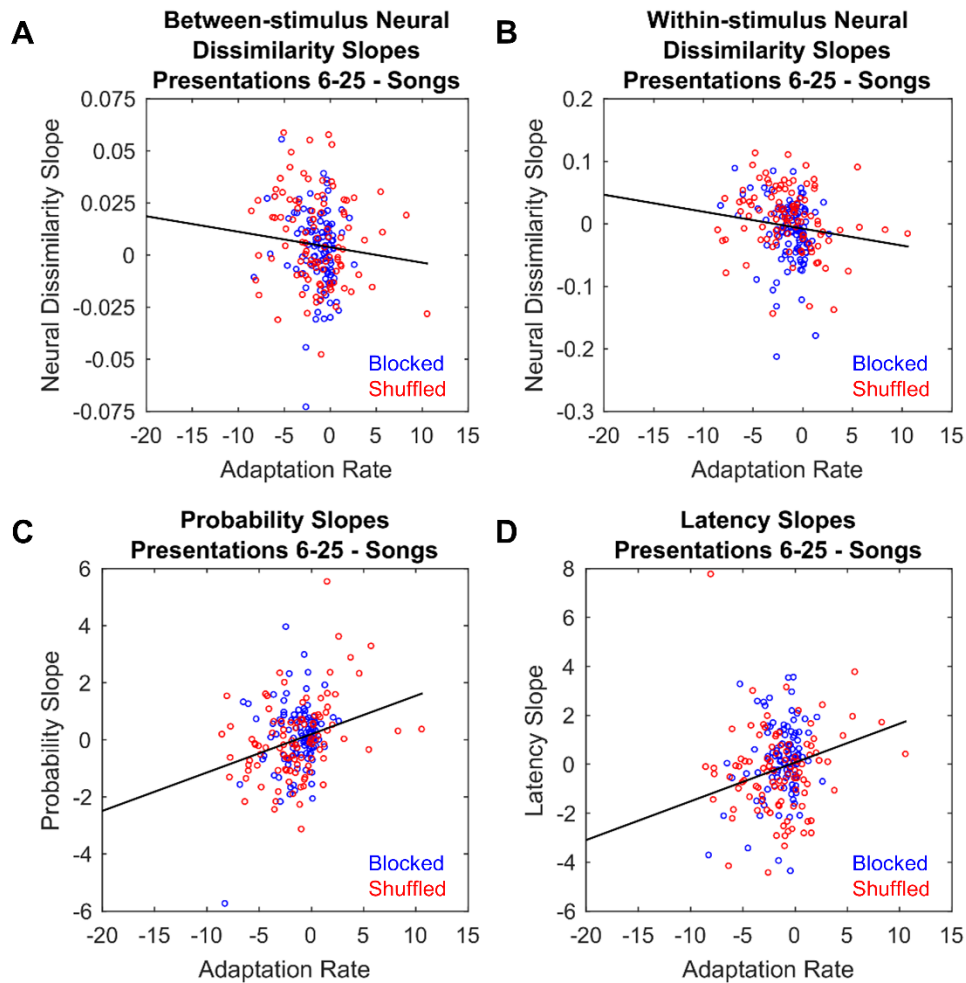 A
Between-stimulus Neural
Dissimilarity Slopes
Presentations 6-25 - Songs
0.075
0.05
0.025
0
-0.025
-0.05
-0.075
Neural Dissimilarity Slope
Blocked
Shuffled
-20 -15 -10 -5 0 5 10 15
Adaptation Rate
B
Within-stimulus Neural
Dissimilarity Slopes
Presentations 6-25 - Songs
0.2
0.1
0
-0.1
-0.2
-0.3
Neural Dissimilarity Slope
Blocked
Shuffled
-20 -15 -10 -5 0 5 10 15
Adaptation Rate
C
Probability Slopes
Presentations 6-25 - Songs
6
4
2
0
-2
-4
-6
Probability Slope
Blocked
Shuffled
-20 -15 -10 -5 0 5 10 15
Adaptation Rate
D
Latency Slopes
Presentations 6-25 - Songs
8
6
4
2
0
-2
-4
-6
Latency Slope
Blocked
Shuffled
-20 -15 -10 -5 0 5 10 15
Adaptation Rate